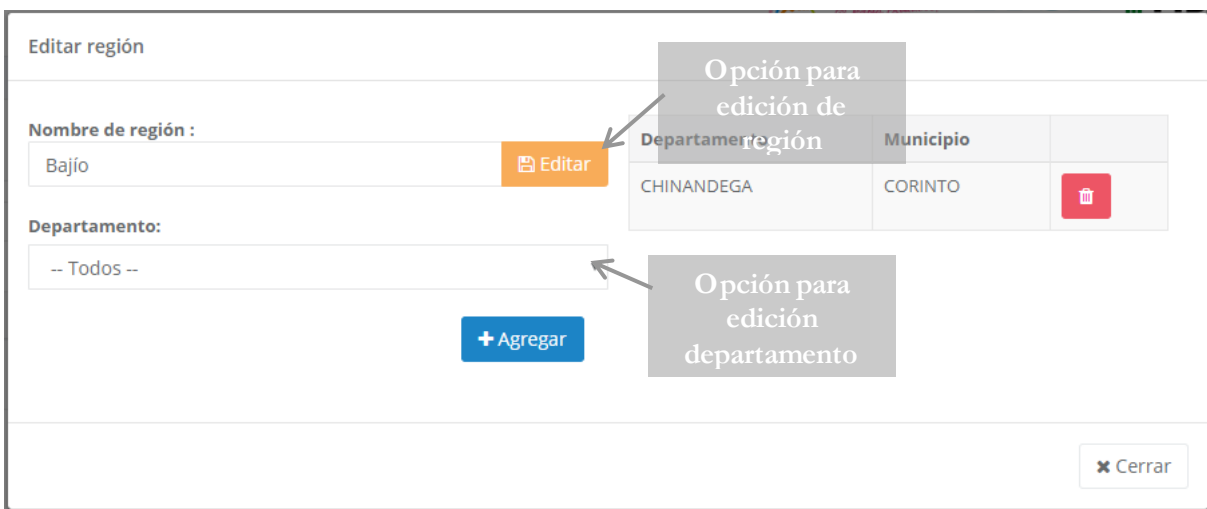 Editar región
Opción para
edición de
región
Nombre de región :
Bajío
Editar
Departamento
Municipio
CHINANDEGA
CORINTO
Departamento:
-- Todos --
Opción para
edición
departamento
Agregar
Cerrar